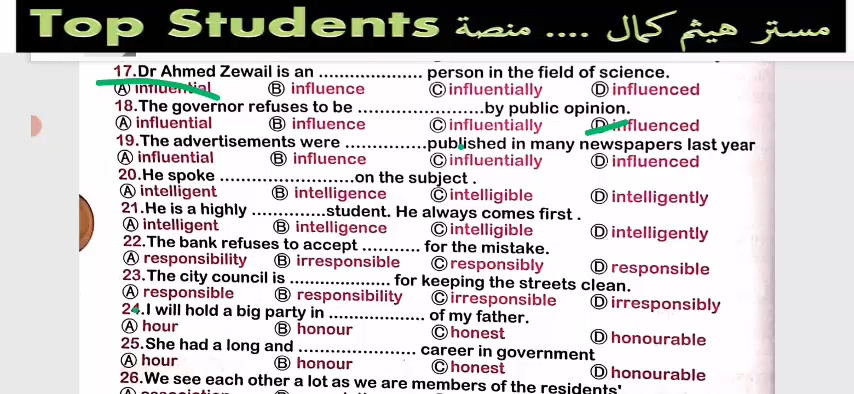 Top Students مستر هيثم كمال .... منصة
17.Dr Ahmed Zewail is an .................... person in the field of science.
Ⓐ influential Ⓑ influence Ⓒ influentially Ⓓ influenced
18.The governor refuses to be ........................by public opinion.
Ⓐ influential Ⓑ influence Ⓒ influentially Ⓓ influenced
19.The advertisements were ...............published in many newspapers last year
Ⓐ influential Ⓑ influence Ⓒ influentially Ⓓ influenced
20.He spoke ..........................on the subject .
Ⓐ intelligent Ⓑ intelligence Ⓒ intelligible Ⓓ intelligently
21.He is a highly ..............student. He always comes first .
Ⓐ intelligent Ⓑ intelligence Ⓒ intelligible Ⓓ intelligently
22.The bank refuses to accept ........... for the mistake.
Ⓐ responsibility Ⓑ irresponsible Ⓒ responsibly Ⓓ responsible
23.The city council is ................... for keeping the streets clean.
Ⓐ responsible Ⓑ responsibility Ⓒ irresponsible Ⓓ irresponsibly
24.I will hold a big party in .................. of my father.
Ⓐ hour Ⓑ honour Ⓒ honest Ⓓ honourable
25.She had a long and ...................... career in government
Ⓐ hour Ⓑ honour Ⓒ honest Ⓓ honourable
26.We see each other a lot as we are members of the residents'